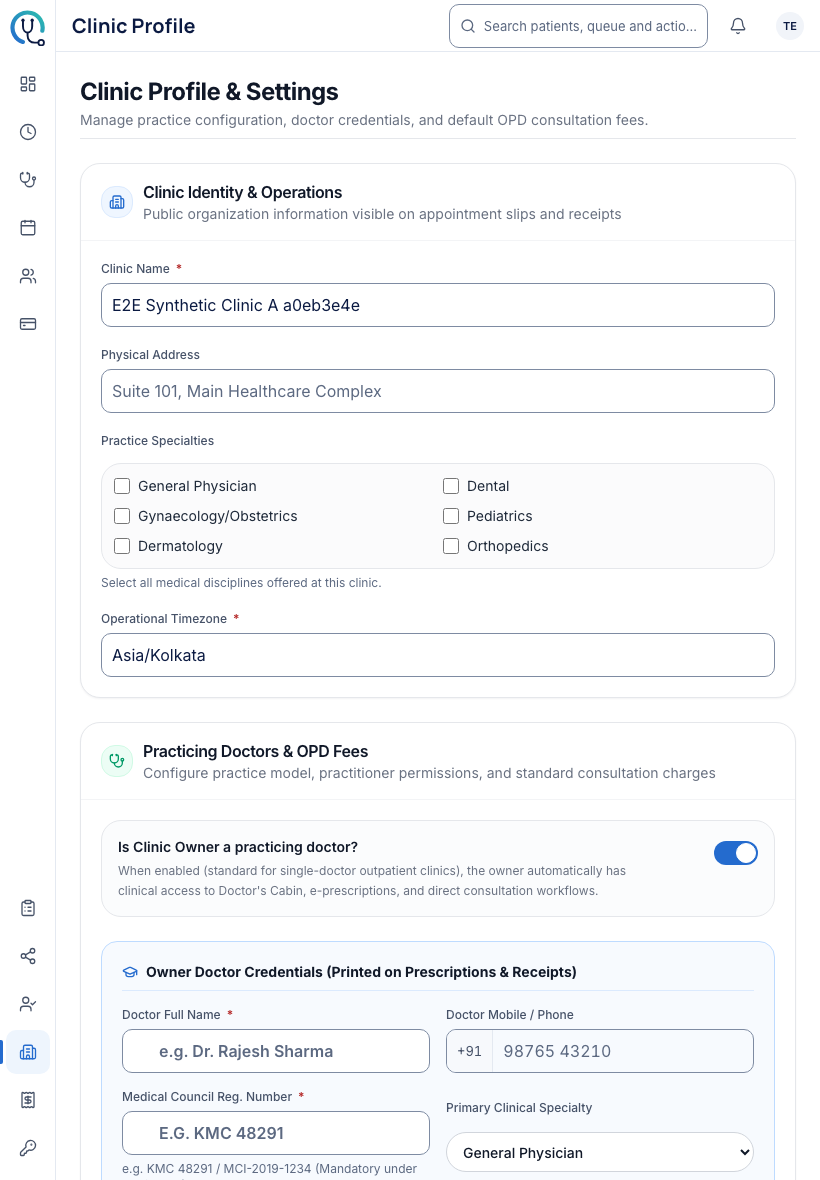 Clinic Profile
Search patients, queue and actio...
TE
Clinic Profile & Settings
Manage practice configuration, doctor credentials, and default OPD consultation fees.
Clinic Identity & Operations
Public organization information visible on appointment slips and receipts
Clinic Name *
E2E Synthetic Clinic A a0eb3e4e
Physical Address
Suite 101, Main Healthcare Complex
Practice Specialties
General Physician
Dental
Gynaecology/Obstetrics
Pediatrics
Dermatology
Orthopedics
Select all medical disciplines offered at this clinic.
Operational Timezone *
Asia/Kolkata
Practicing Doctors & OPD Fees
Configure practice model, practitioner permissions, and standard consultation charges
Is Clinic Owner a practicing doctor?
When enabled (standard for single-doctor outpatient clinics), the owner automatically has
clinical access to Doctor's Cabin, e-prescriptions, and direct consultation workflows.
Owner Doctor Credentials (Printed on Prescriptions & Receipts)
Doctor Full Name *
Doctor Mobile / Phone
e.g. Dr. Rajesh Sharma
+91 98765 43210
Medical Council Reg. Number *
Primary Clinical Specialty
E.G. KMC 48291
General Physician
e.g. KMC 48291 / MCI-2019-1234 (Mandatory under